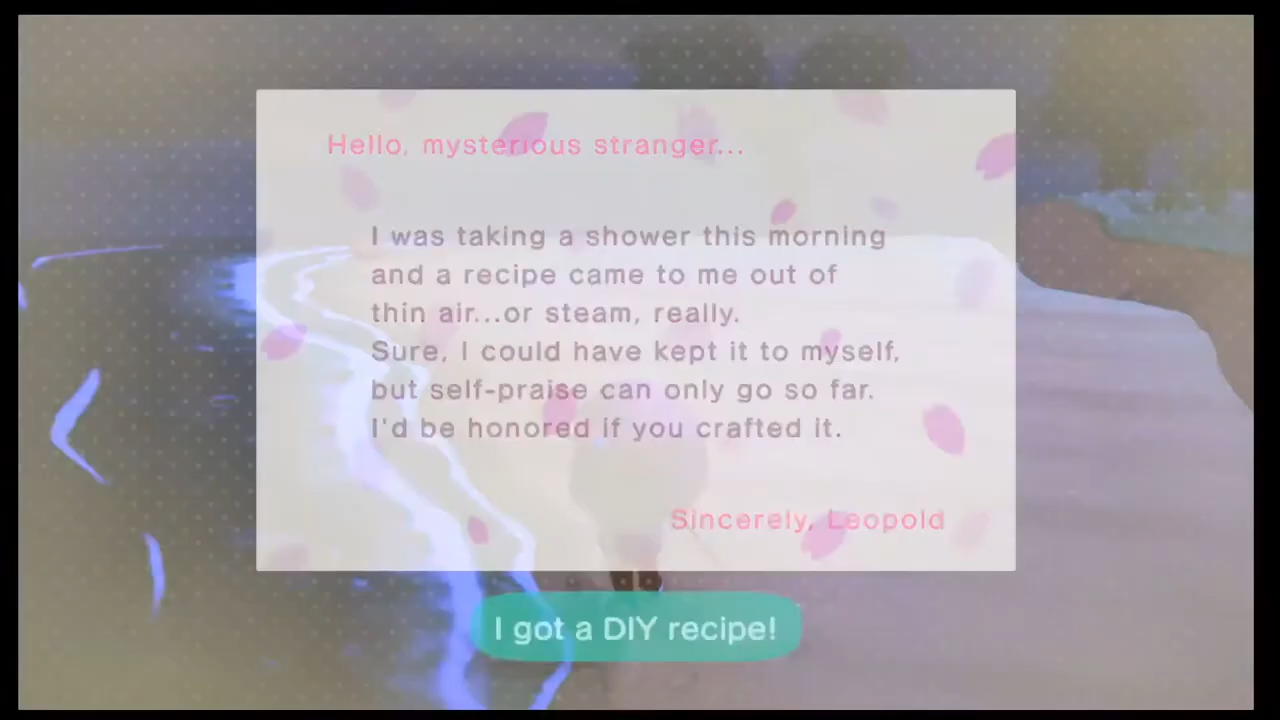 Hello, mysterious stranger...
I was taking a shower this morning
and a recipe came to me out of
thin air...or steam, really.
Sure, I could have kept it to myself,
but self-praise can only go so far.
I'd be honored if you crafted it.
Sincerely, Leopold
I got a DIY recipe!